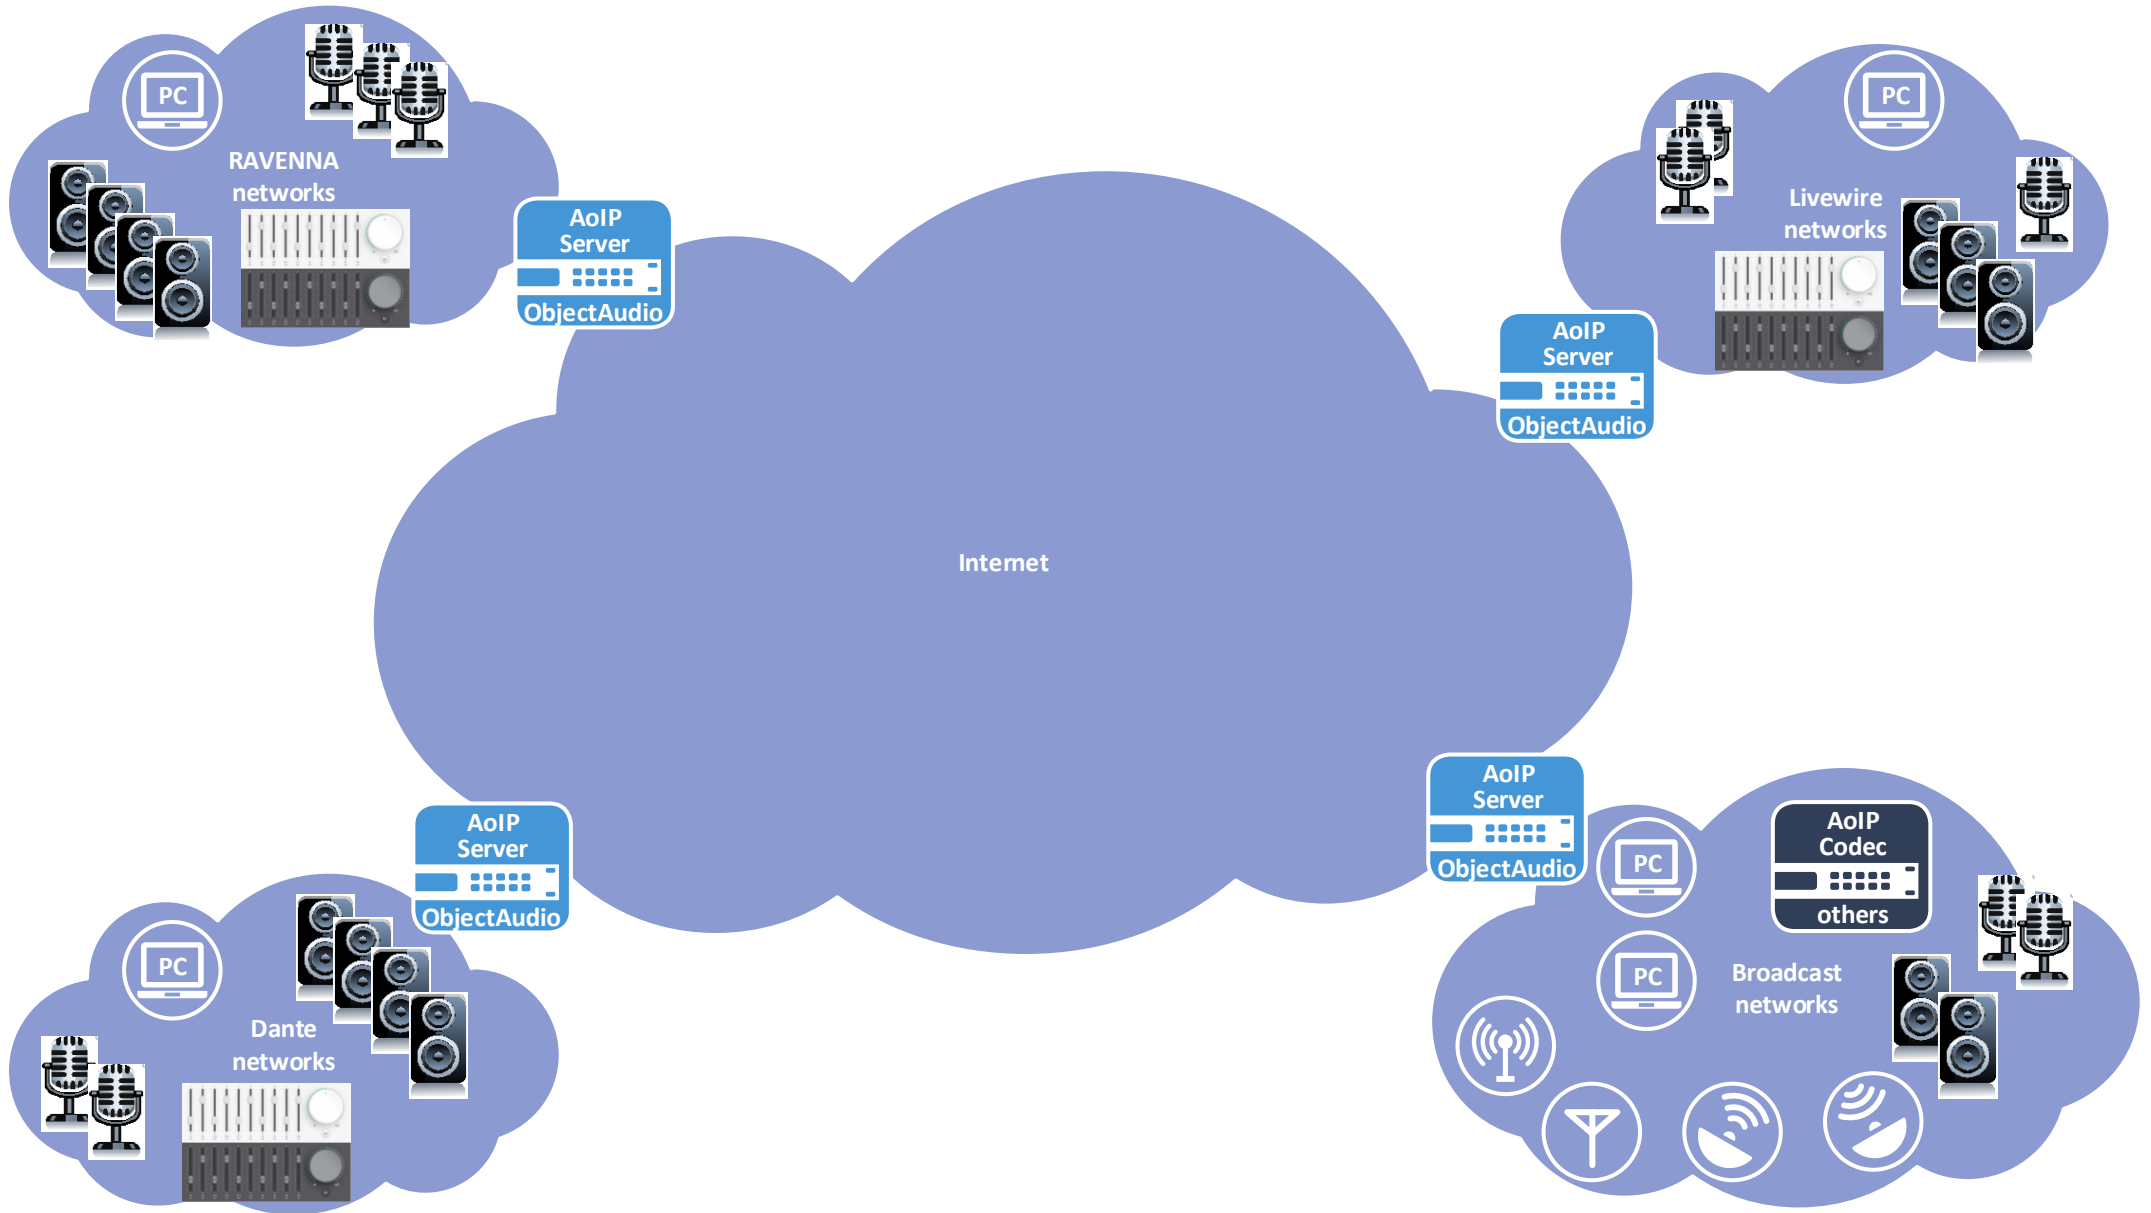 PC
RAVENNA
networks
AoIP
Server
ObjectAudio
PC
Livewire
networks
AoIP
Server
ObjectAudio
Internet
AoIP
Server
ObjectAudio
PC
Dante
networks
AoIP
Server
ObjectAudio
PC
PC
AoIP
Codec
others
Broadcast
networks